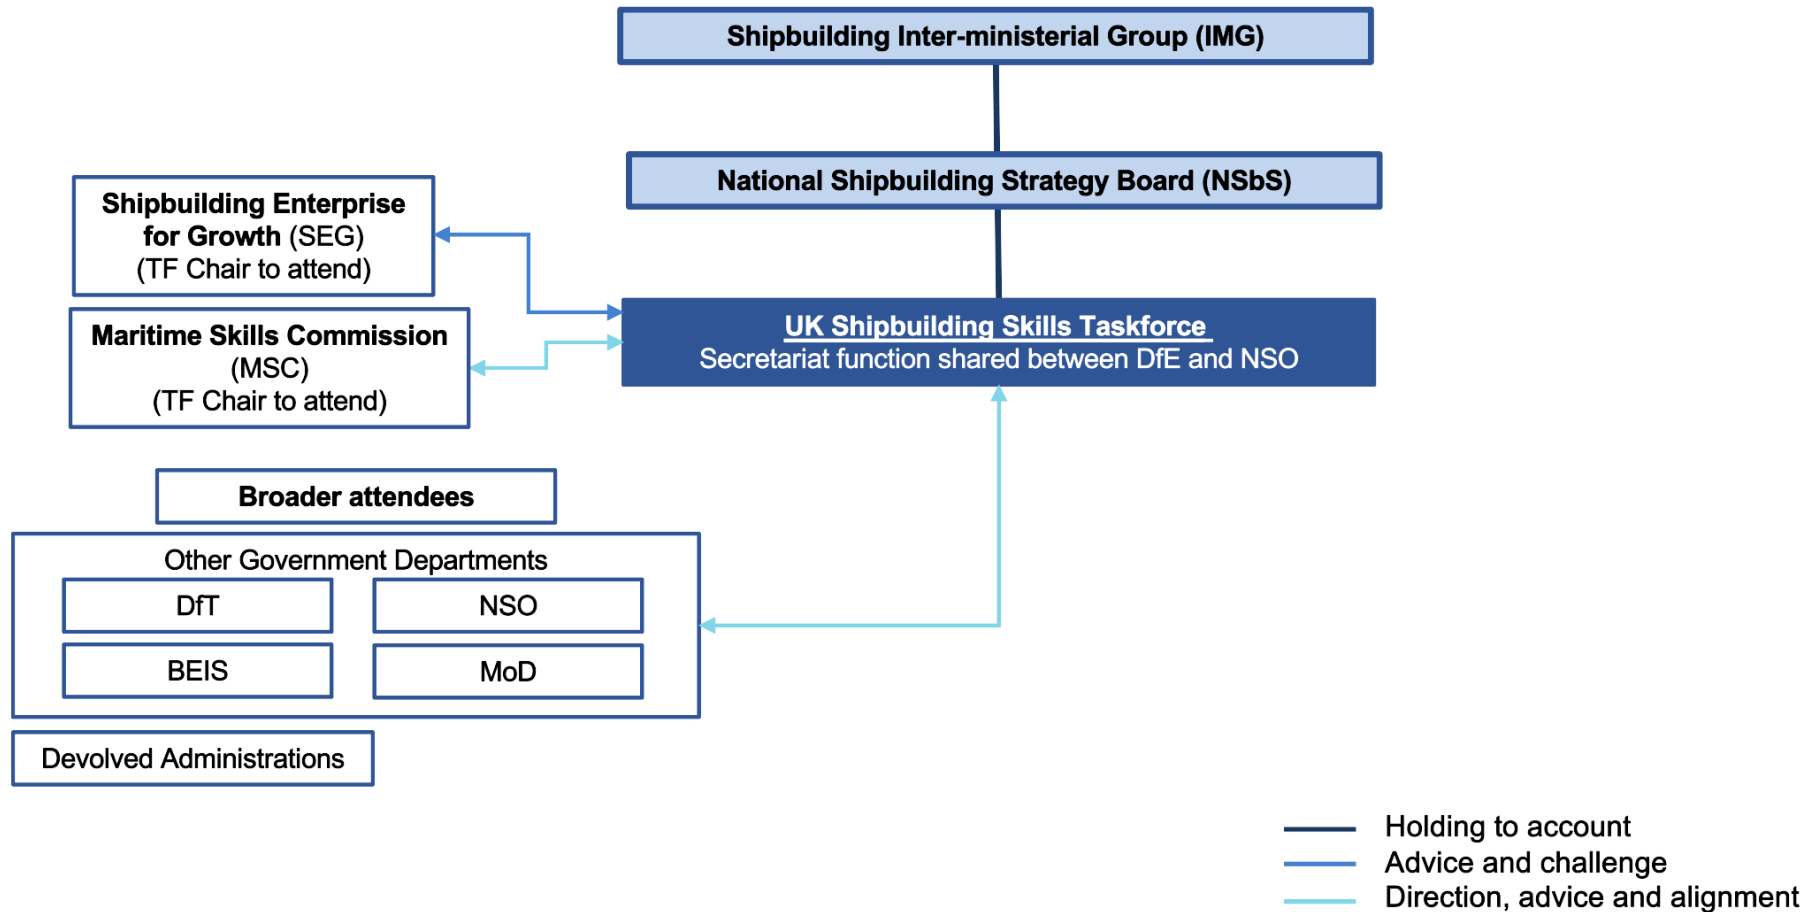 Shipbuilding Inter-ministerial Group (IMG)
National Shipbuilding Strategy Board (NSbS)
Shipbuilding Enterprise
for Growth (SEG)
(TF Chair to attend)
Maritime Skills Commission
(MSC)
(TF Chair to attend)
UK Shipbuilding Skills Taskforce
Secretariat function shared between DfE and NSO
Broader attendees
Other Government Departments
DfT
NSO
BEIS
MoD
Devolved Administrations
Holding to account
Advice and challenge
Direction, advice and alignment